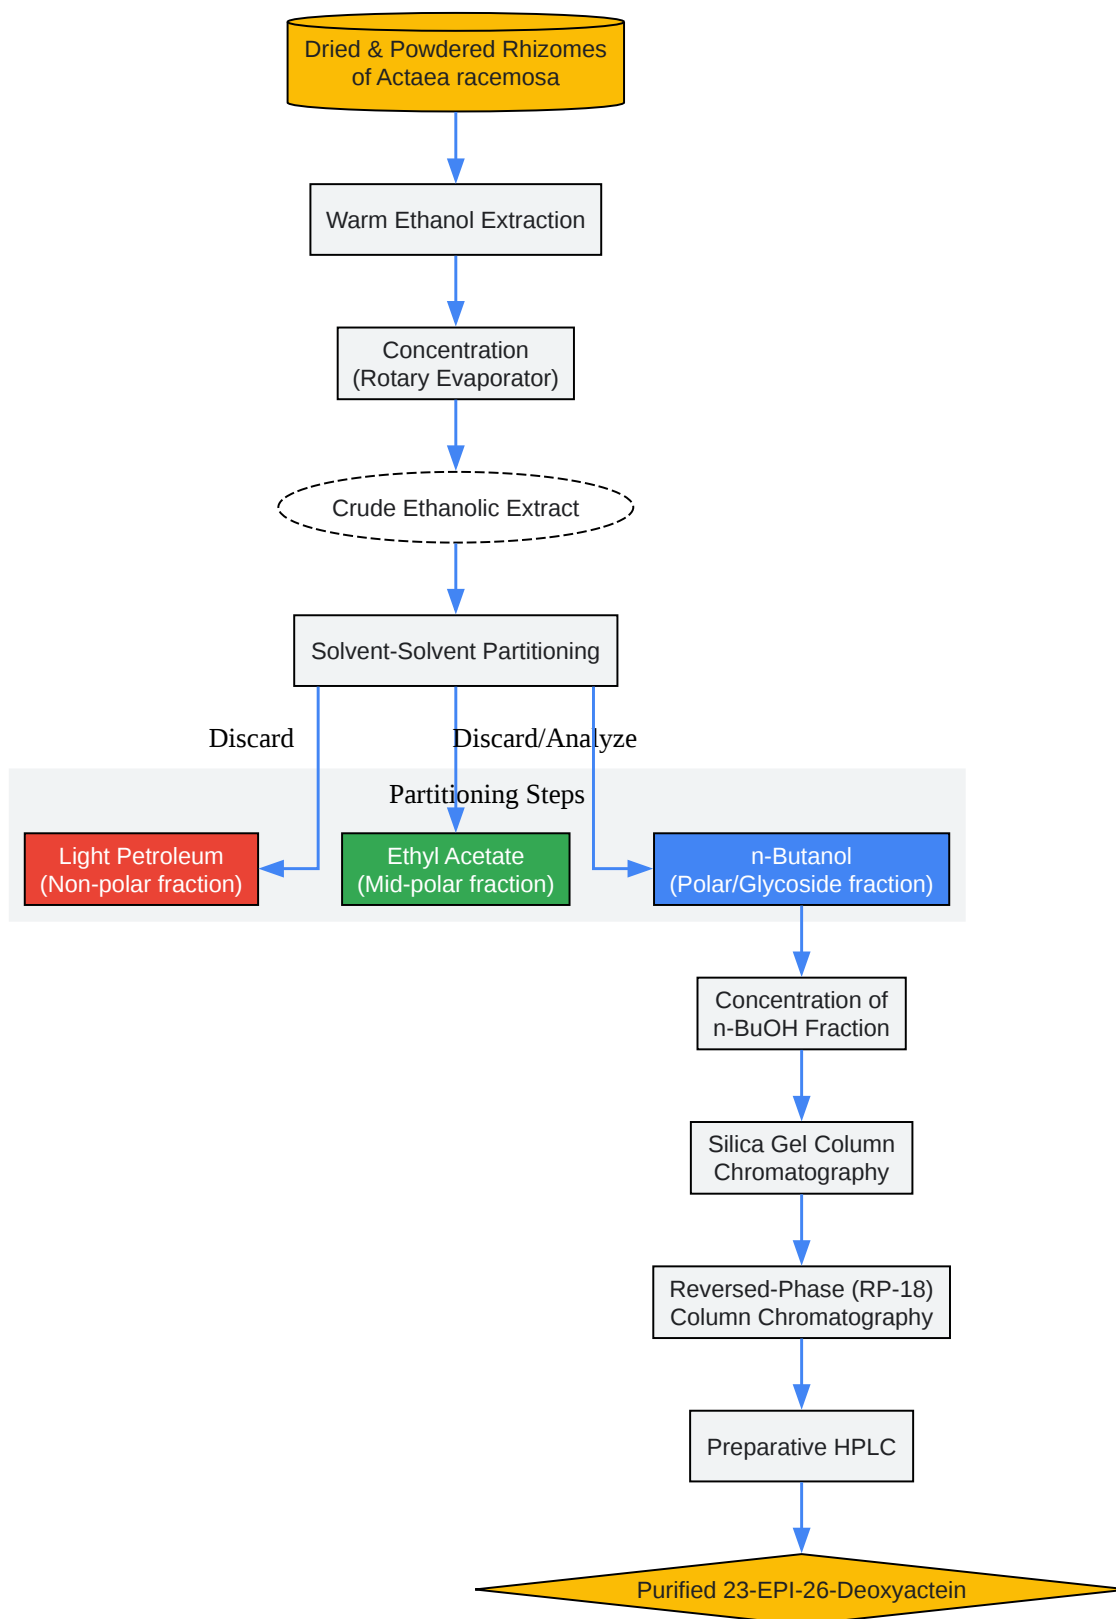 Dried & Powdered Rhizomes
of Actaea racemosa
Warm Ethanol Extraction
Concentration
(Rotary Evaporator)
Crude Ethanolic Extract
Solvent-Solvent Partitioning
Discard
Discard/Analyze
Partitioning Steps
Light Petroleum
(Non-polar fraction)
Ethyl Acetate
(Mid-polar fraction)
n-Butanol
(Polar/Glycoside fraction)
Concentration of
n-BuOH Fraction
Silica Gel Column
Chromatography
Reversed-Phase (RP-18)
Column Chromatography
Preparative HPLC
Purified 23-EPI-26-Deoxyactein